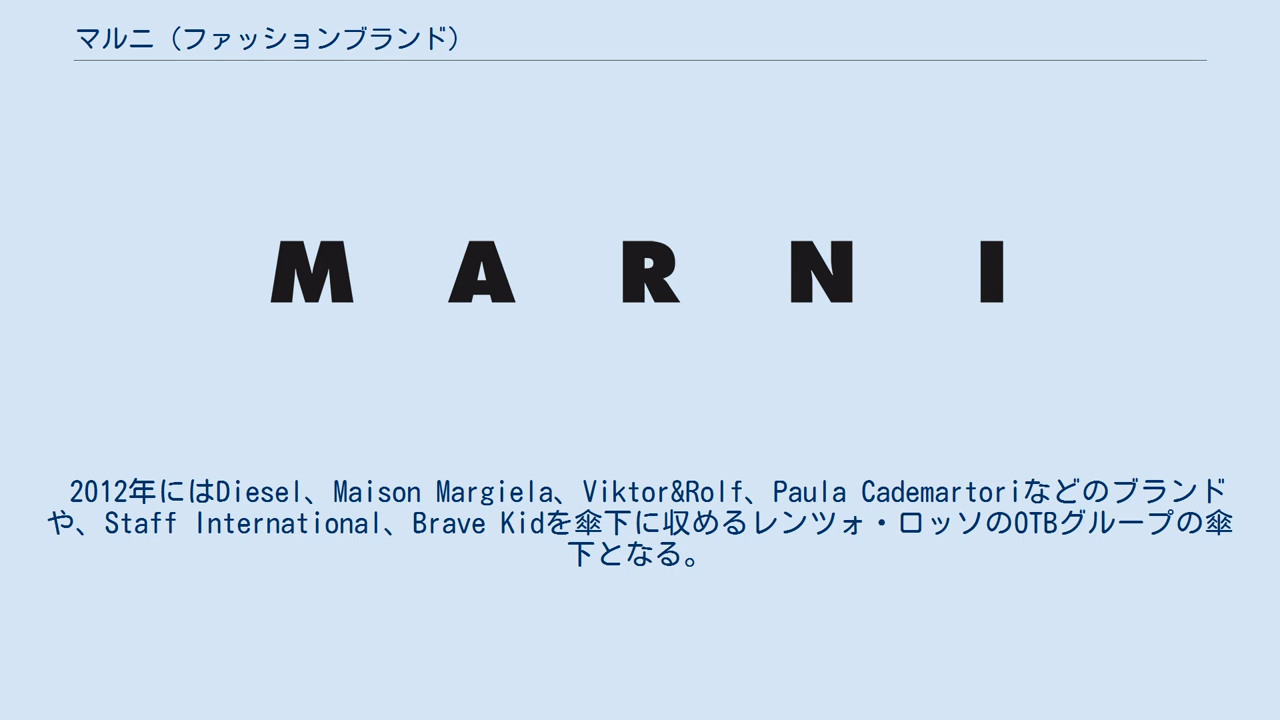 マルニ（ファッションブランド）
MARNI
2012年にはDiesel、Maison Margiela、Viktor&Rolf、Paula Cademartoriなどのブランド
や、Staff International、Brave Kidを傘下に収めるレンツォ・ロッソのOTBグループの傘
下となる。